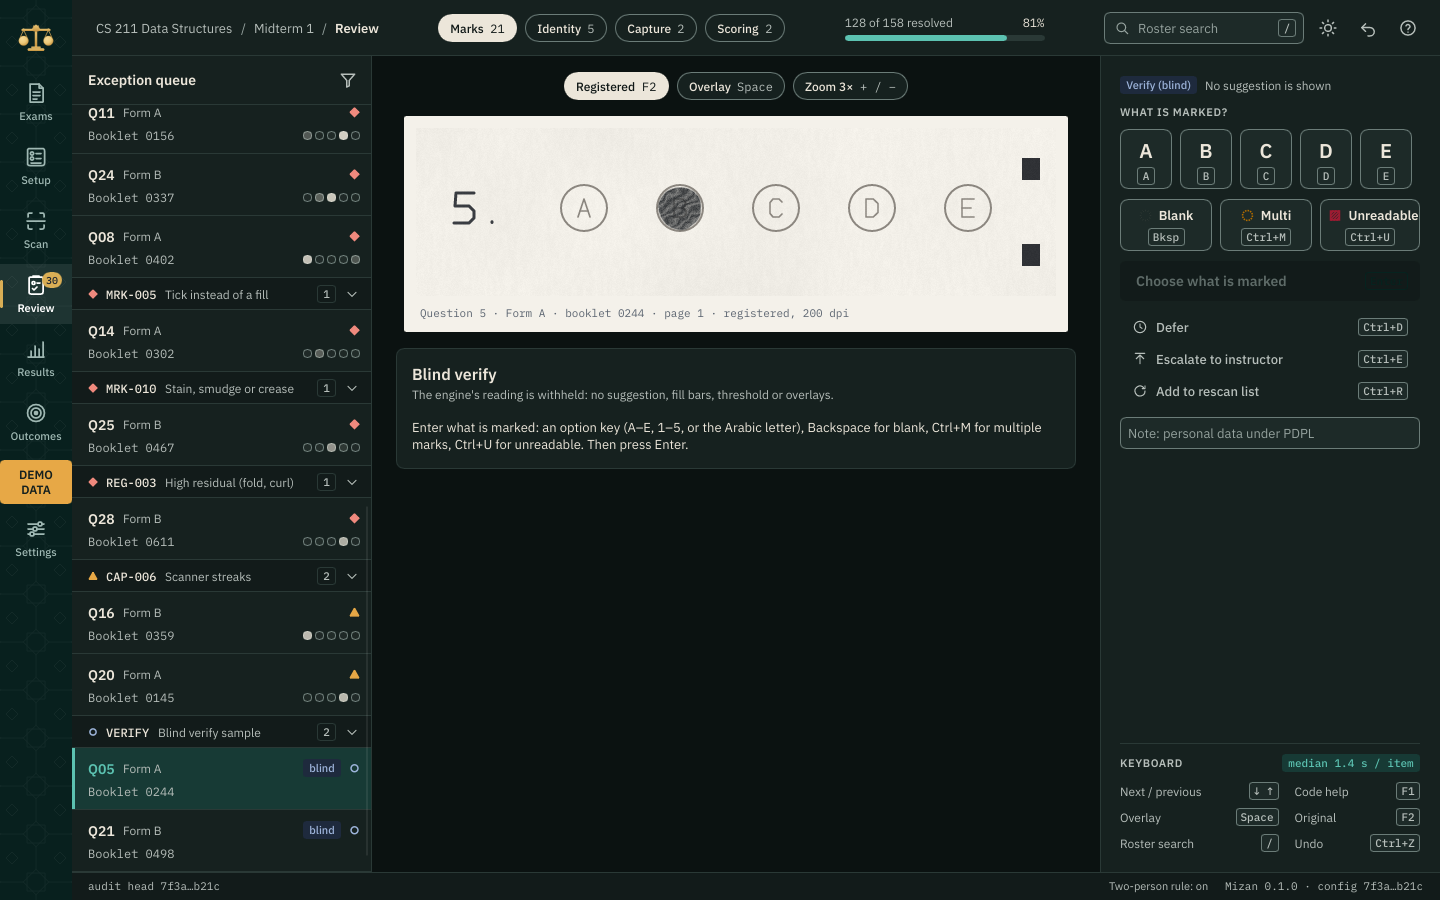 CS 211 Data Structures / Midterm 1 / Review
Marks 21
Identity 5
Capture 2
Scoring 2
128 of 158 resolved 81%
Roster search /
Exams
Setup
Scan
30
Review
Results
Outcomes
DEMO
DATA
Settings
Exception queue
Q11 Form A
Booklet 0156
Q24 Form B
Booklet 0337
Q08 Form A
Booklet 0402
MRK-005 Tick instead of a fill 1
Q14 Form A
Booklet 0302
MRK-010 Stain, smudge or crease 1
Q25 Form B
Booklet 0467
REG-003 High residual (fold, curl) 1
Q28 Form B
Booklet 0611
CAP-006 Scanner streaks 2
Q16 Form B
Booklet 0359
Q20 Form A
Booklet 0145
VERIFY Blind verify sample 2
Q05 Form A blind
Booklet 0244
Q21 Form B blind
Booklet 0498
Registered F2
Overlay Space
Zoom 3× + / −
5. A C D E
Question 5 · Form A · booklet 0244 · page 1 · registered, 200 dpi
Blind verify
The engine's reading is withheld: no suggestion, fill bars, threshold or overlays.
Enter what is marked: an option key (A–E, 1–5, or the Arabic letter), Backspace for blank, Ctrl+M for multiple
marks, Ctrl+U for unreadable. Then press Enter.
Verify (blind) No suggestion is shown
WHAT IS MARKED?
A B C D E
A B C D E
Blank Multi Unreadable
Bksp Ctrl+M Ctrl+U
Choose what is marked
Defer Ctrl+D
Escalate to instructor Ctrl+E
Add to rescan list Ctrl+R
Note: personal data under PDPL
KEYBOARD median 1.4 s / item
Next / previous ↓ ↑ Code help F1
Overlay Space Original F2
Roster search / Undo Ctrl+Z
audit head 7f3a…b21c
Two-person rule: on Mizan 0.1.0 · config 7f3a…b21c